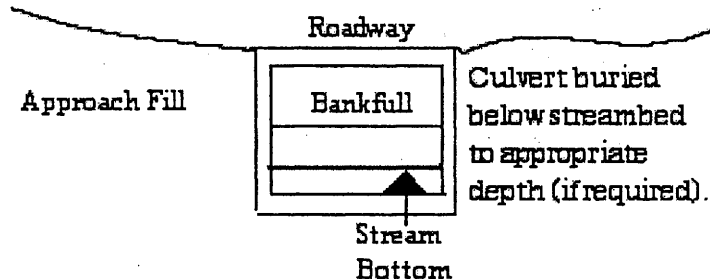 Roadway
Approach Fill
Bankfull
Culvert buried
below streambed
to appropriate
depth (if required).
Stream
Bottom